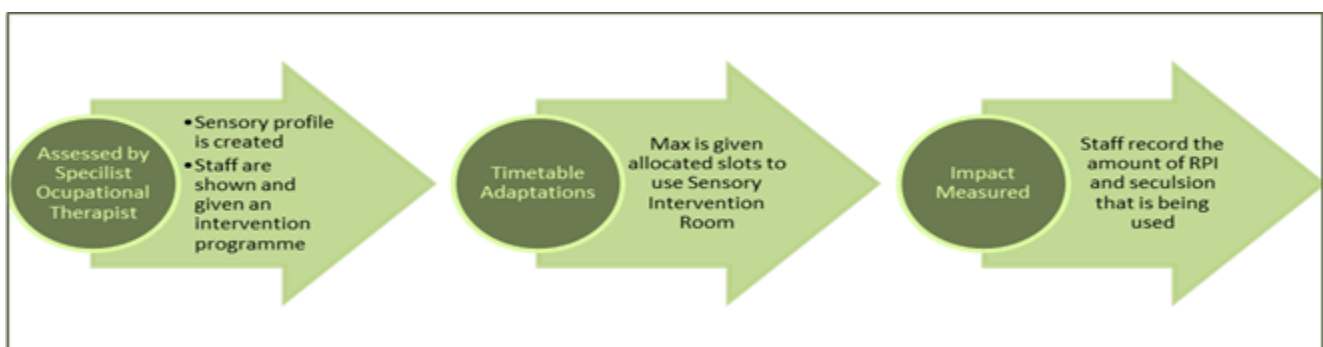 Assessed by
Specilist
Ocupational
Therapist
•Sensory profile
is created
•Staff are
shown and
given an
intervention
programme
Timetable
Adaptations
Max is given
allocated slots to
use Sensory
Intervention
Room
Impact
Measured
Staff record the
amount of RPI
and seculsion
that is being
used